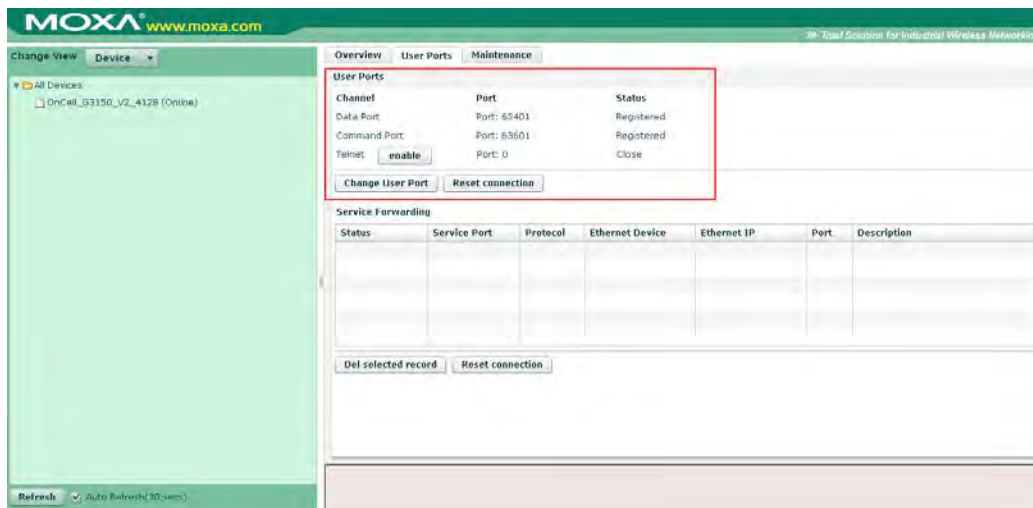 MOXA® www.moxa.com
Total Solution for Industrial Wireless Networkin
Change View Device
Overview User Ports Maintenance
All Devices
OnCell_G3150_V2_4128 (Online)
User Ports
Channel Port Status
Data Port Port: 63401 Registered
Command Port Port: 63601 Registered
Telnet enable Port: 0 Close
Change User Port Reset connection
Service Forwarding
Status Service Port Protocol Ethernet Device Ethernet IP Port Description
Del selected record Reset connection
Refresh Auto Refresh(30 secs)